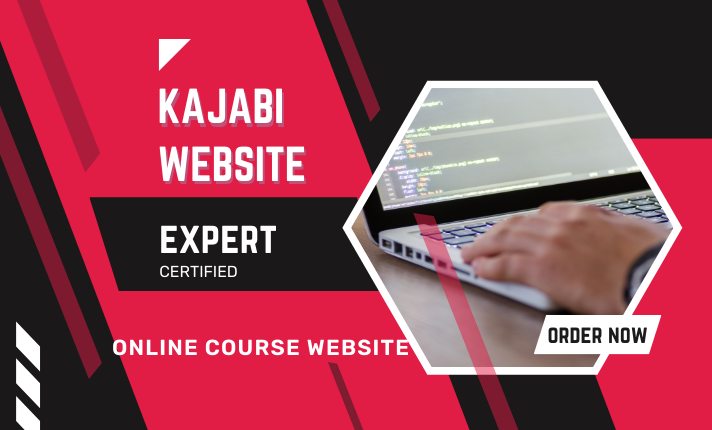 KAJABI
WEBSITE
EXPERT
CERTIFIED
ONLINE COURSE WEBSITE
ORDER NOW